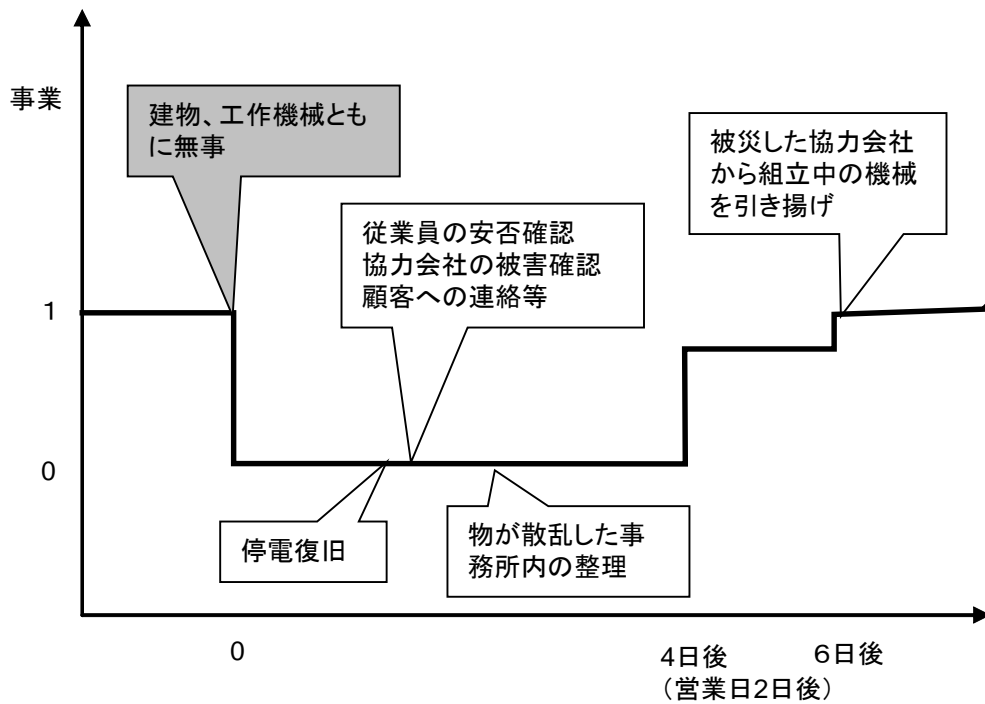 事業
建物、工作機械とも
に無事
被災した協力会社
から組立中の機械
を引き揚げ
従業員の安否確認
協力会社の被害確認
顧客への連絡等
1
0
停電復旧
物が散乱した事
務所内の整理
0
4日後
（営業日2日後）
6日後